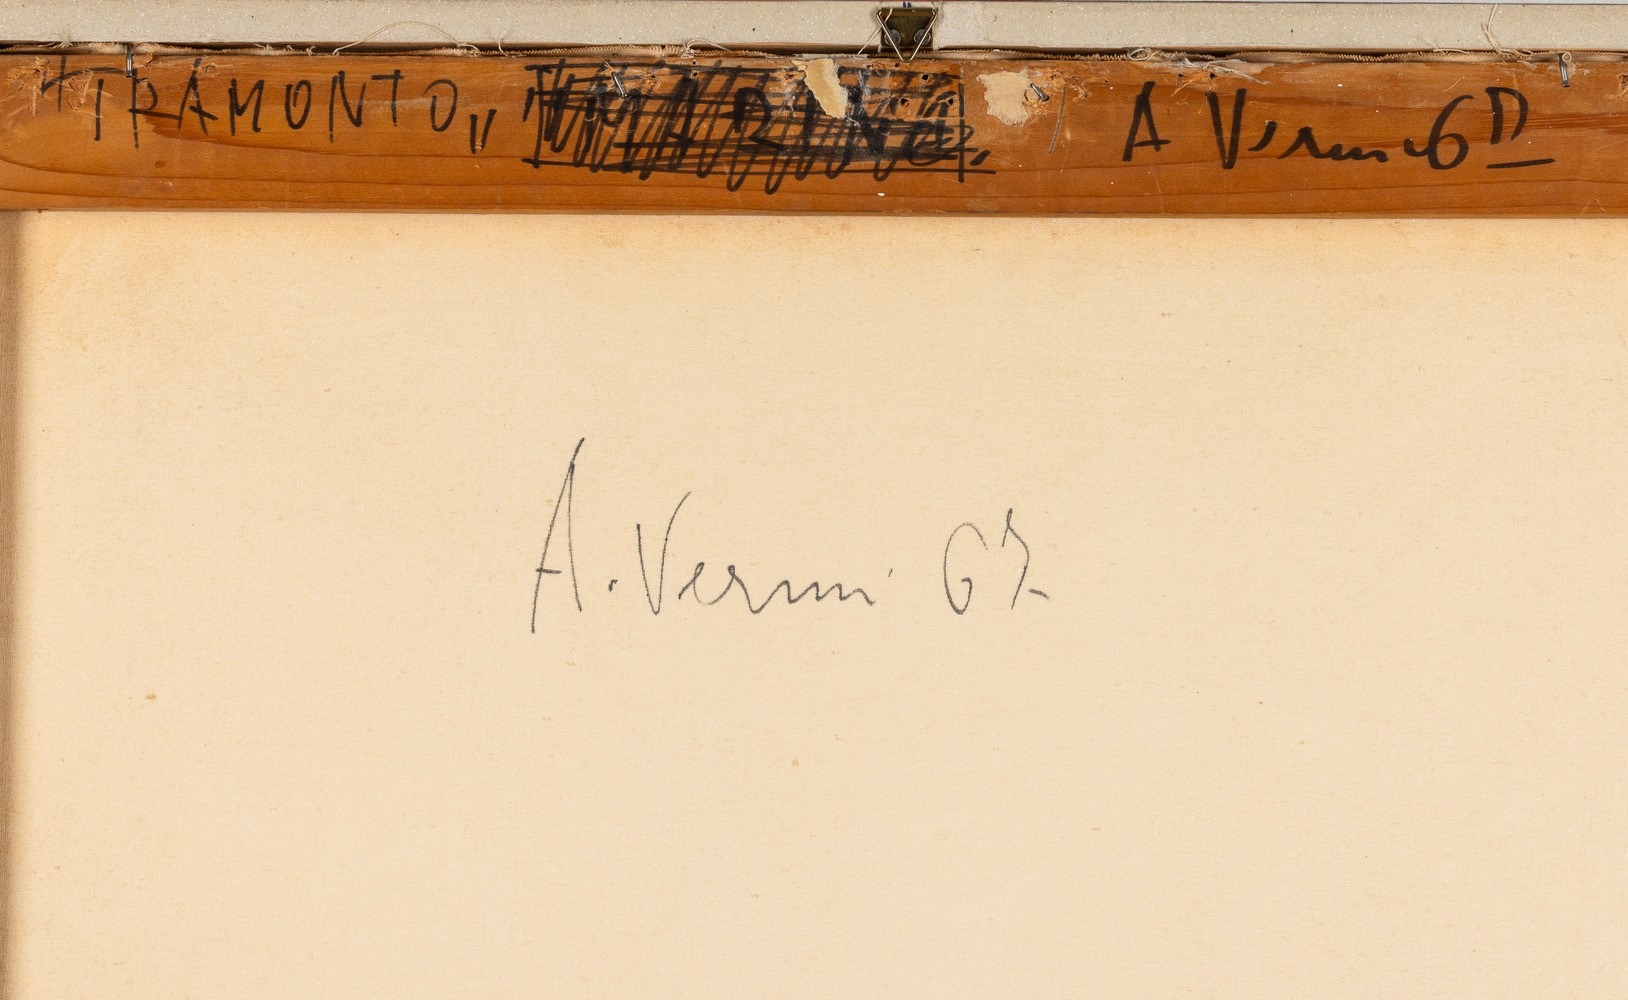 "TRAMONTO„ A Verni 67
A. Verni 67